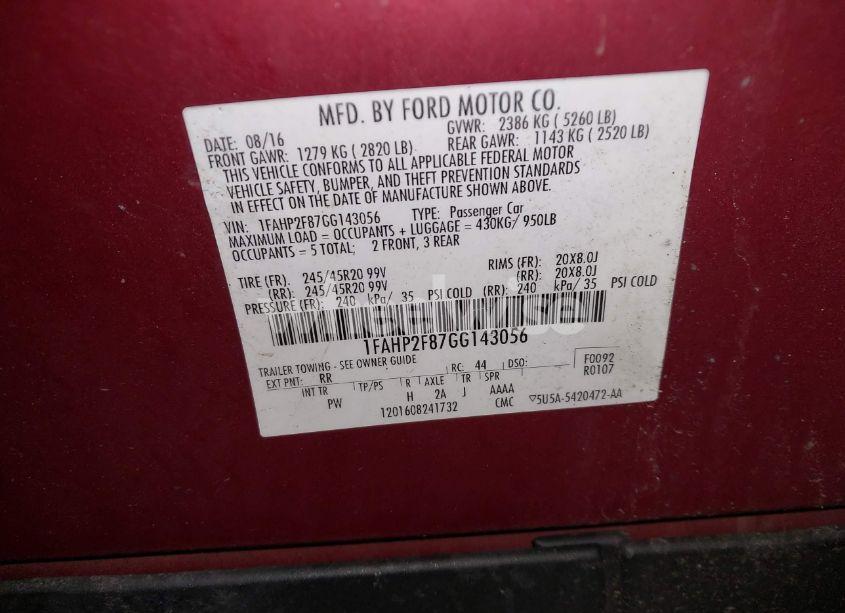 MFD. BY FORD MOTOR CO.
DATE: 08/16 GVWR: 2386 KG ( 5260 LB)
FRONT GAWR: 1279 KG ( 2820 LB) REAR GAWR: 1143 KG ( 2520 LB)
THIS VEHICLE CONFORMS TO ALL APPLICABLE FEDERAL MOTOR
VEHICLE SAFETY, BUMPER, AND THEFT PREVENTION STANDARDS
IN EFFECT ON THE DATE OF MANUFACTURE SHOWN ABOVE.
VIN: 1FAHP2F87GG143056 TYPE: Passenger Car
MAXIMUM LOAD = OCCUPANTS + LUGGAGE = 430KG/ 950LB
OCCUPANTS = 5 TOTAL; 2 FRONT, 3 REAR
TIRE (FR). 245/45R20 99V RIMS (FR): 20X8.0J
(RR): 245/45R20 99V (RR): 20X8.0J
PRESSURE (FR): 240 kPa/ 35 PSI COLD (RR): 240 kPa/ 35 PSI COLD
1FAHP2F87GG143056
TRAILER TOWING - SEE OWNER GUIDE
EXT PNT: RR RC: 44 DSO: F0092
INT TR TP/PS R AXLE TR SPR R0107
PW H 2A J AAAA
1201608241732 CMC ▽5U5A-5420472-AA